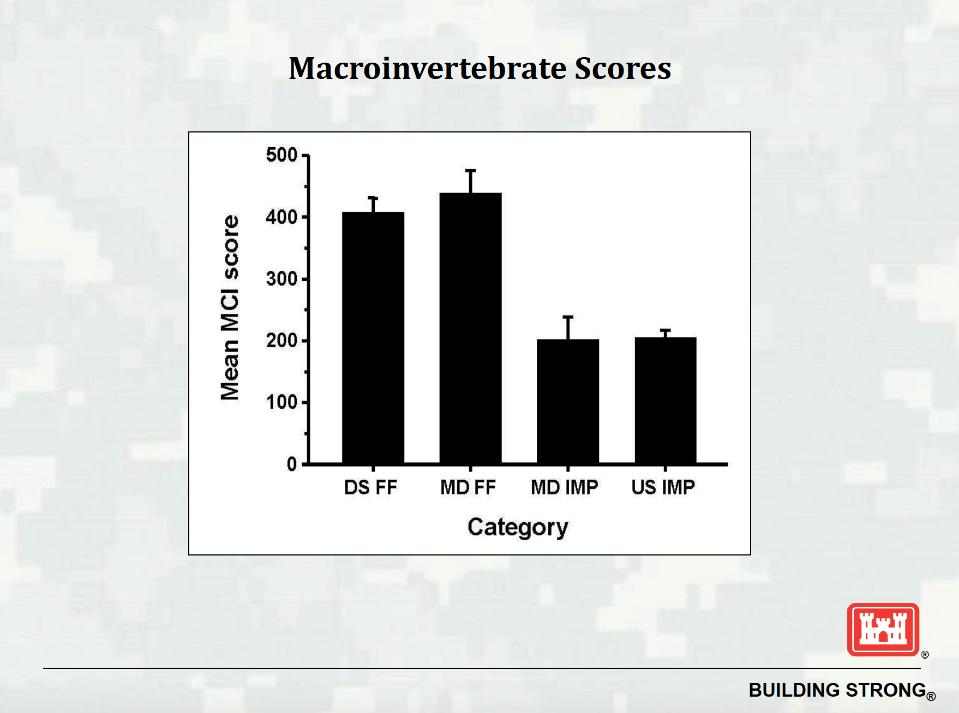 Macroinvertebrate Scores
500
400
300
200
100
0
Mean MCI score
DS FF MD FF MD IMP US IMP
Category
®
BUILDING STRONG®